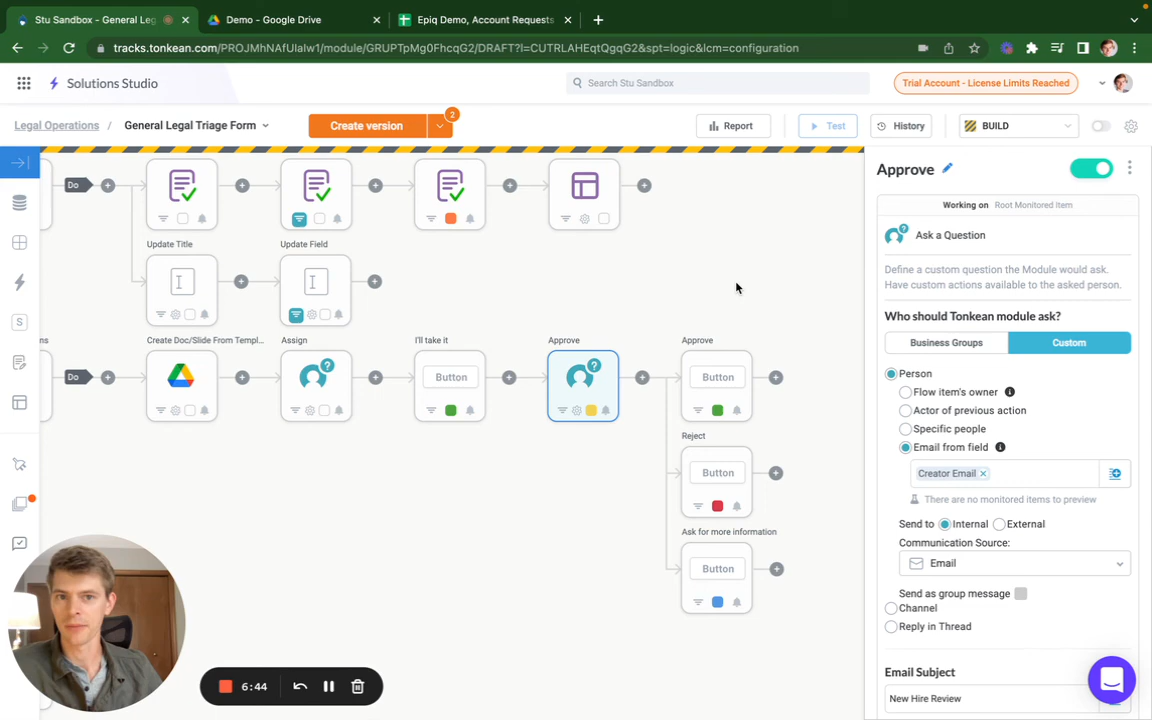 Stu Sandbox - General Leg
Demo - Google Drive
Epiq Demo, Account Requests
tracks.tonkean.com/PROJMhNAfUIaIw1/module/GRUPTpMg0FhcqG2/DRAFT?l=CUTRLAHEqtQgqG2&spt=logic&lcm=configuration
Solutions Studio
Search Stu Sandbox
Trial Account - License Limits Reached
Legal Operations / General Legal Triage Form
Create version
2
Report
Test
History
BUILD
Do
Update Title
Update Field
ns
Do
Create Doc/Slide From Templ...
Assign
I'll take it
Button
Approve
Approve
Button
Reject
Button
Ask for more information
Button
Approve
Working on Root Monitored Item
Ask a Question
Define a custom question the Module would ask.
Have custom actions available to the asked person.
Who should Tonkean module ask?
Business Groups
Custom
Person
Flow item's owner
Actor of previous action
Specific people
Email from field
Creator Email
There are no monitored items to preview
Send to Internal External
Communication Source:
Email
Send as group message
Channel
Reply in Thread
Email Subject
New Hire Review
6:44